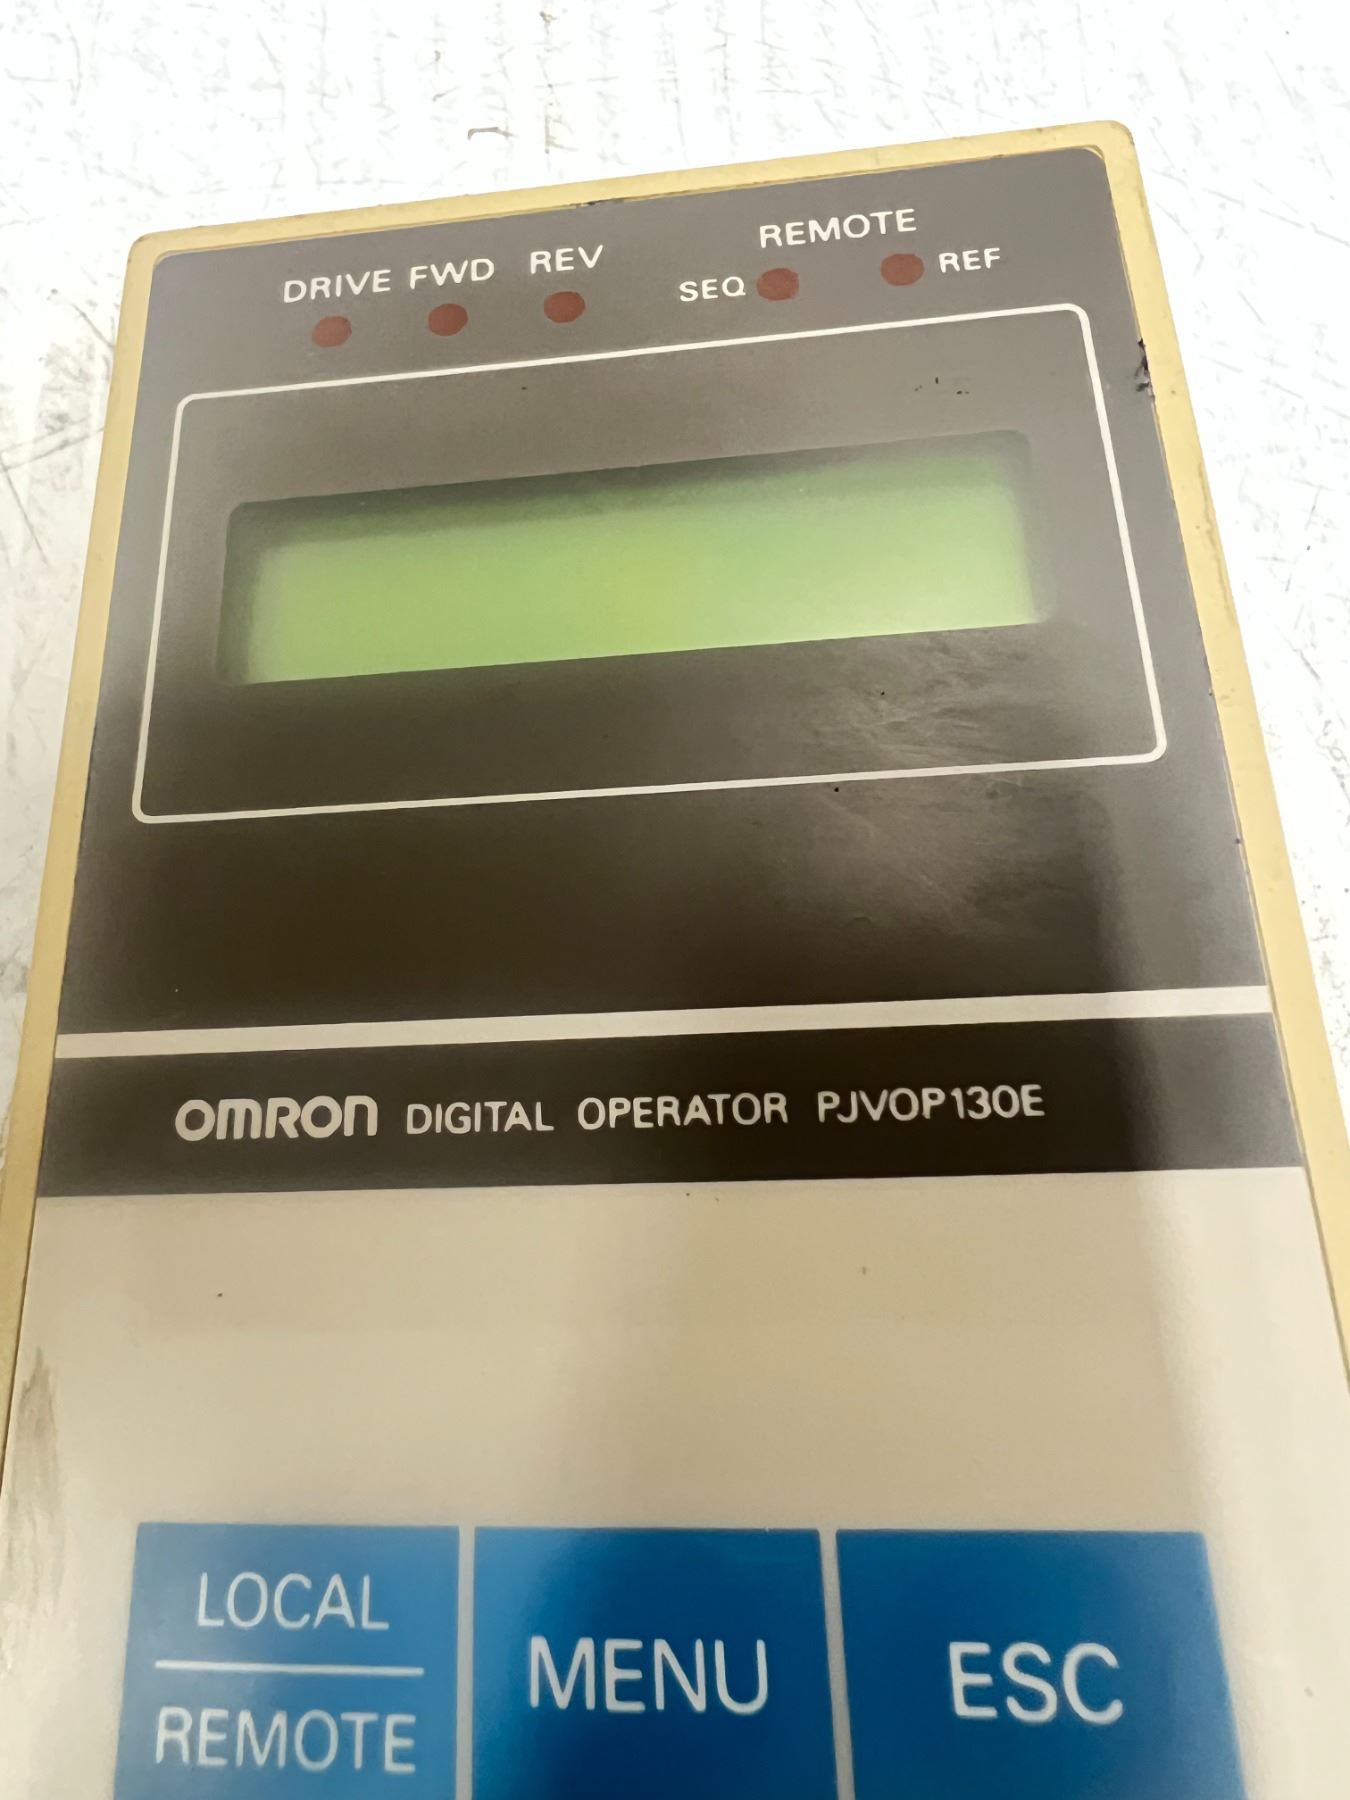 DRIVE FWD REV
REMOTE
SEQ REF
OMRON DIGITAL OPERATOR PJVOP130E
LOCAL
REMOTE
MENU
ESC